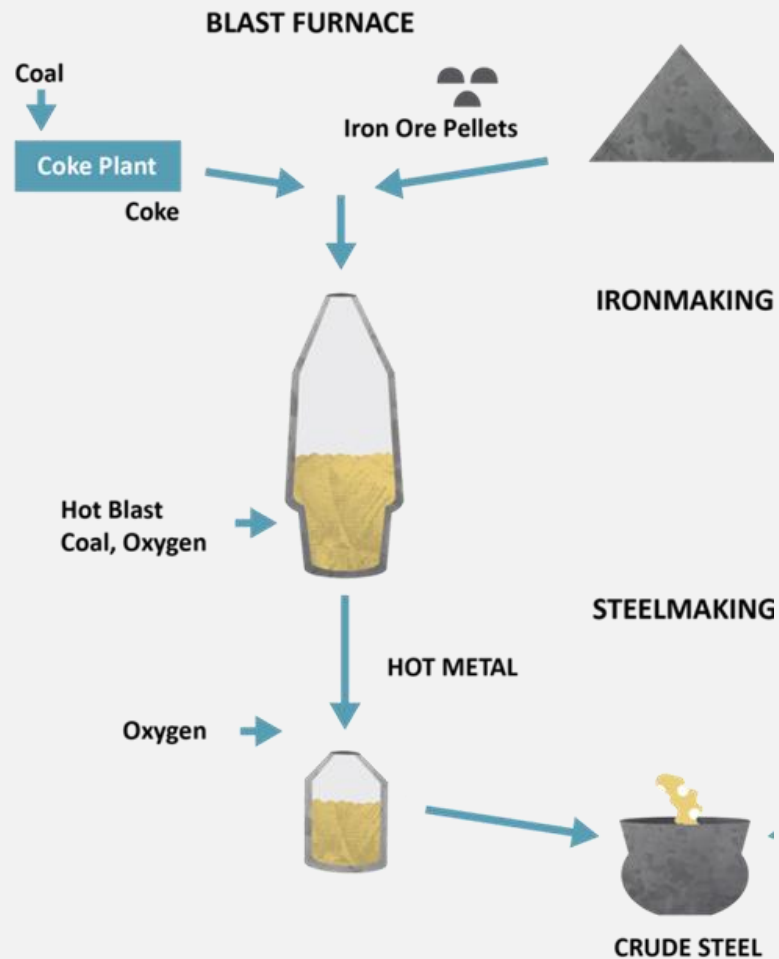 BLAST FURNACE
Coal
Iron Ore Pellets
Coke Plant
Coke
IRONMAKING
Hot Blast
Coal, Oxygen
STEELMAKING
HOT METAL
Oxygen
CRUDE STEEL